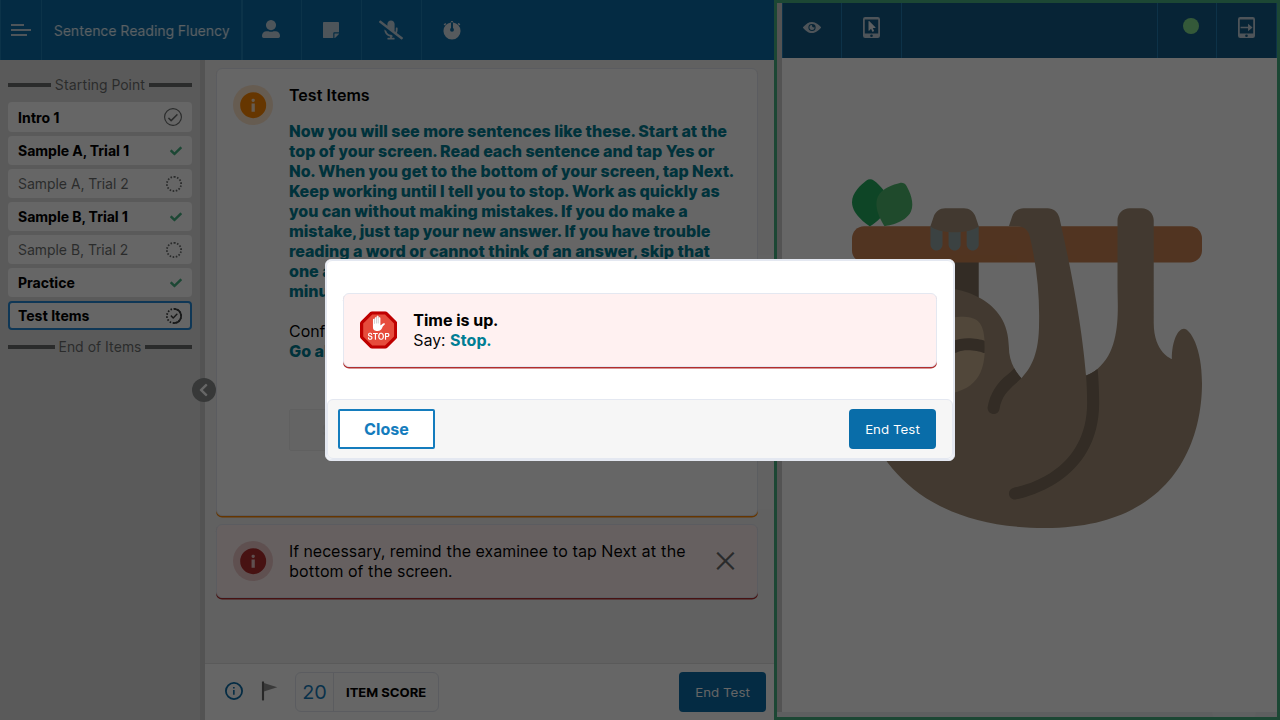 Sentence Reading Fluency
Starting Point
Intro 1
Sample A, Trial 1
Sample A, Trial 2
Sample B, Trial 1
Sample B, Trial 2
Practice
Test Items
End of Items
Test Items
Now you will see more sentences like these. Start at the
top of your screen. Read each sentence and tap Yes or
No. When you get to the bottom of your screen, tap Next.
Keep working until I tell you to stop. Work as quickly as
you can without making mistakes. If you do make a
mistake, just tap your new answer. If you have trouble
reading a word or cannot think of an answer, skip that
one
Go
STOP
Time is up.
Say: Stop.
Close
End Test
If necessary, remind the examinee to tap Next at the
bottom of the screen.
20
ITEM SCORE
End Test